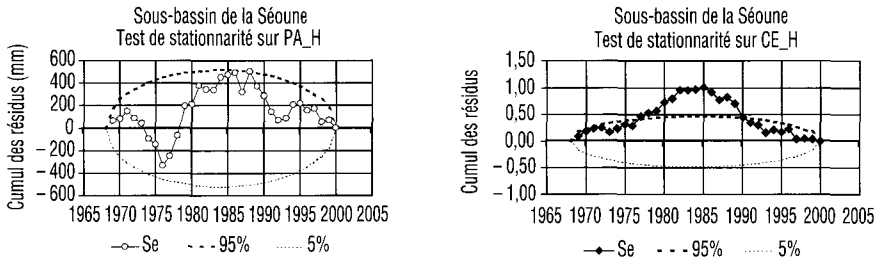 Sous-bassin de la Séoune
Test de stationnarité sur PA_H
Cumul des résidus (mm)
600
400
200
0
– 200
– 400
– 600
1965 1970 1975 1980 1985 1990 1995 2000 2005
Se 95% 5%
Sous-bassin de la Séoune
Test de stationnarité sur CE_H
Cumul des résidus
1,50
1,00
0,50
0,00
– 0,50
– 1,00
1965 1970 1975 1980 1985 1990 1995 2000 2005
Se 95% 5%